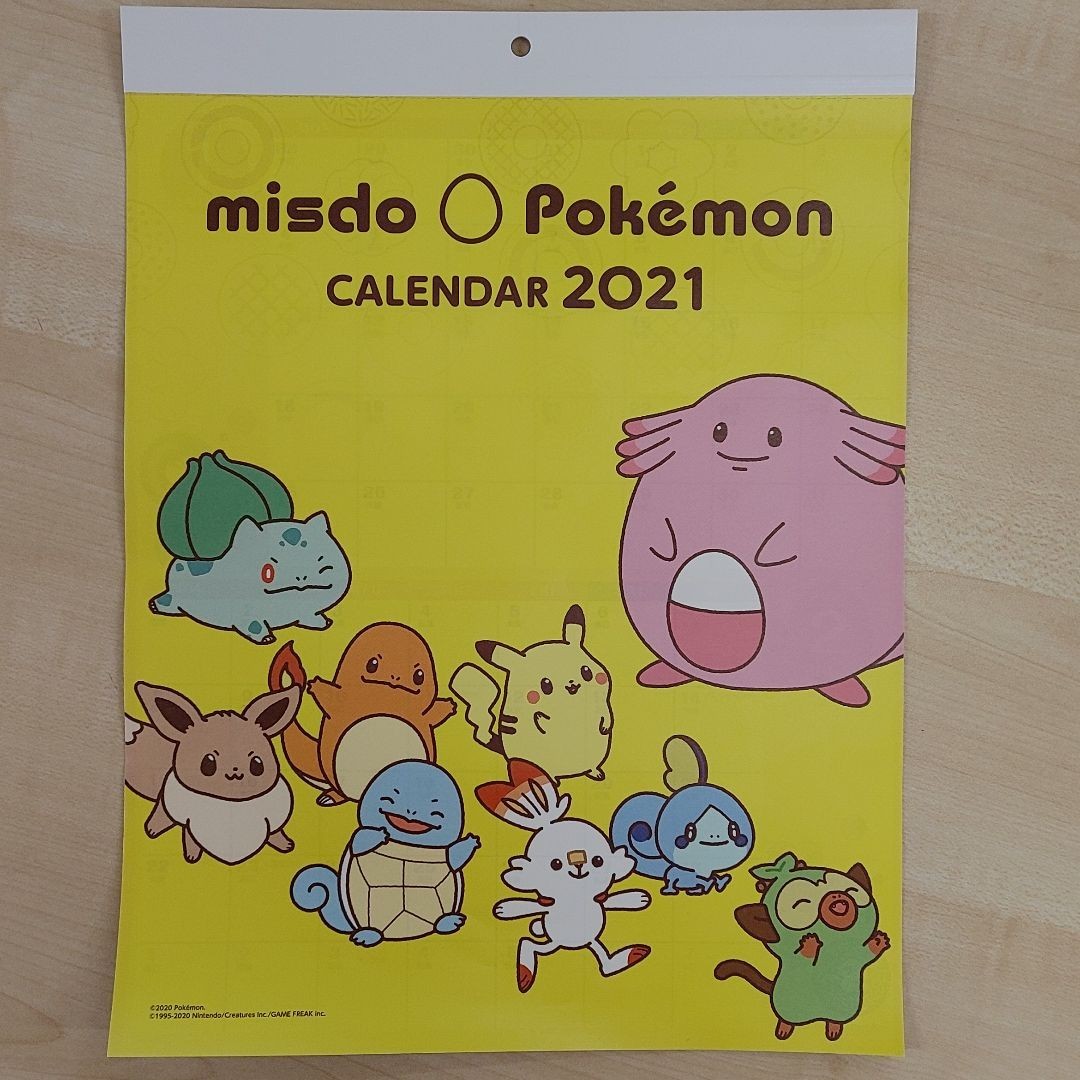 misdo Pokémon
CALENDAR 2021
©2020 Pokémon.
©1995-2020 Nintendo/Creatures Inc./GAME FREAK inc.